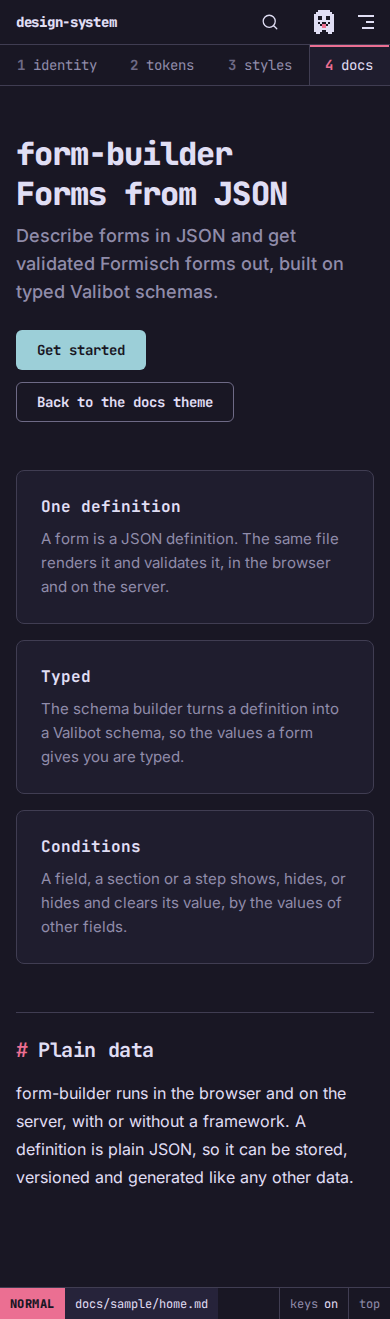 design-system
1 identity 2 tokens 3 styles 4 docs
form-builder
Forms from JSON
Describe forms in JSON and get
validated Formisch forms out, built on
typed Valibot schemas.
Get started
Back to the docs theme
One definition
A form is a JSON definition. The same file
renders it and validates it, in the browser
and on the server.
Typed
The schema builder turns a definition into
a Valibot schema, so the values a form
gives you are typed.
Conditions
A field, a section or a step shows, hides, or
hides and clears its value, by the values of
other fields.
# Plain data
form-builder runs in the browser and on the
server, with or without a framework. A
definition is plain JSON, so it can be stored,
versioned and generated like any other data.
NORMAL docs/sample/home.md keys on top